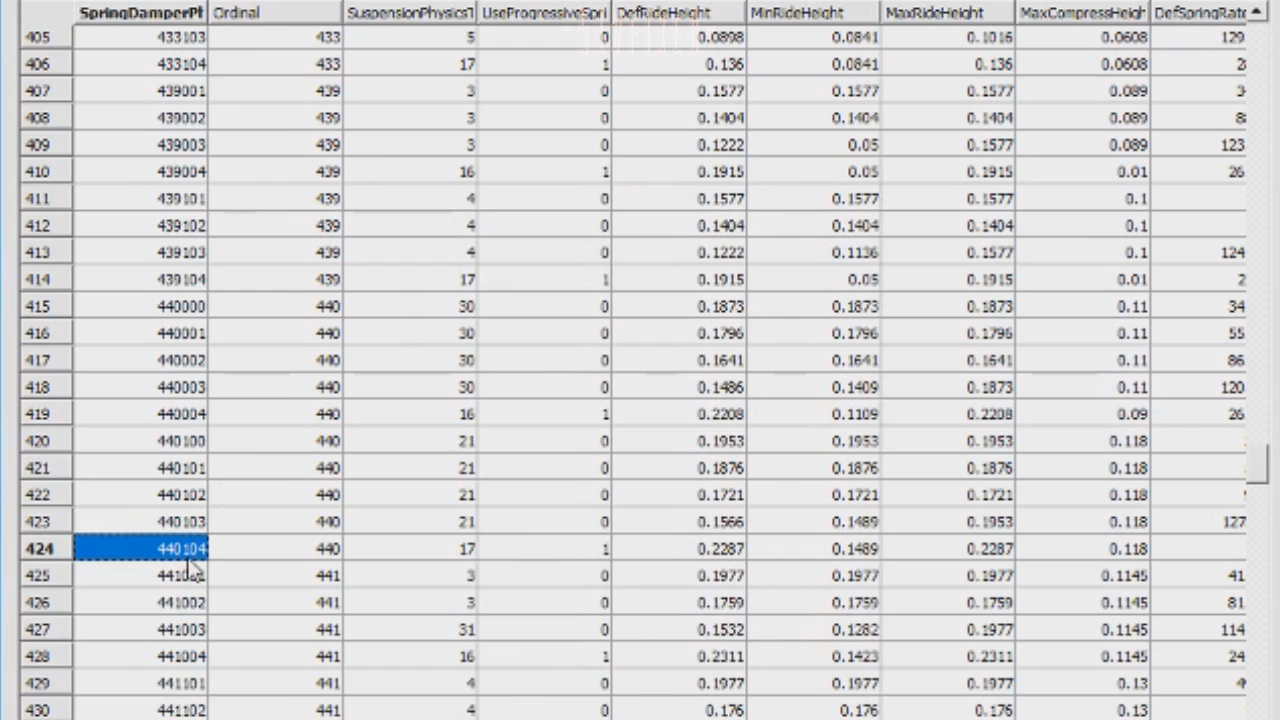 SpringDamperPh Ordinal SuspensionPhysicsT UseProgressiveSpri DefRideHeight MinRideHeight MaxRideHeight MaxCompressHeigh DefSpringRate
405 433103 433 5 0 0.0898 0.0841 0.1016 0.0608 129
406 433104 433 17 1 0.136 0.0841 0.136 0.0608 2
407 439001 439 3 0 0.1577 0.1577 0.1577 0.089 3
408 439002 439 3 0 0.1404 0.1404 0.1404 0.089 8
409 439003 439 3 0 0.1222 0.05 0.1577 0.089 123
410 439004 439 16 1 0.1915 0.05 0.1915 0.01 26
411 439101 439 4 0 0.1577 0.1577 0.1577 0.1
412 439102 439 4 0 0.1404 0.1404 0.1404 0.1
413 439103 439 4 0 0.1222 0.1136 0.1577 0.1 124
414 439104 439 17 1 0.1915 0.05 0.1915 0.01 2
415 440000 440 30 0 0.1873 0.1873 0.1873 0.11 34
416 440001 440 30 0 0.1796 0.1796 0.1796 0.11 55
417 440002 440 30 0 0.1641 0.1641 0.1641 0.11 86
418 440003 440 30 0 0.1486 0.1409 0.1873 0.11 120
419 440004 440 16 1 0.2208 0.1109 0.2208 0.09 26
420 440100 440 21 0 0.1953 0.1953 0.1953 0.118
421 440101 440 21 0 0.1876 0.1876 0.1876 0.118
422 440102 440 21 0 0.1721 0.1721 0.1721 0.118
423 440103 440 21 0 0.1566 0.1489 0.1953 0.118 127
424 440104 440 17 1 0.2287 0.1489 0.2287 0.118
425 441001 441 3 0 0.1977 0.1977 0.1977 0.1145 41
426 441002 441 3 0 0.1759 0.1759 0.1759 0.1145 81
427 441003 441 31 0 0.1532 0.1282 0.1977 0.1145 114
428 441004 441 16 1 0.2311 0.1423 0.2311 0.1145 24
429 441101 441 4 0 0.1977 0.1977 0.1977 0.13 4
430 441102 441 4 0 0.176 0.176 0.176 0.13